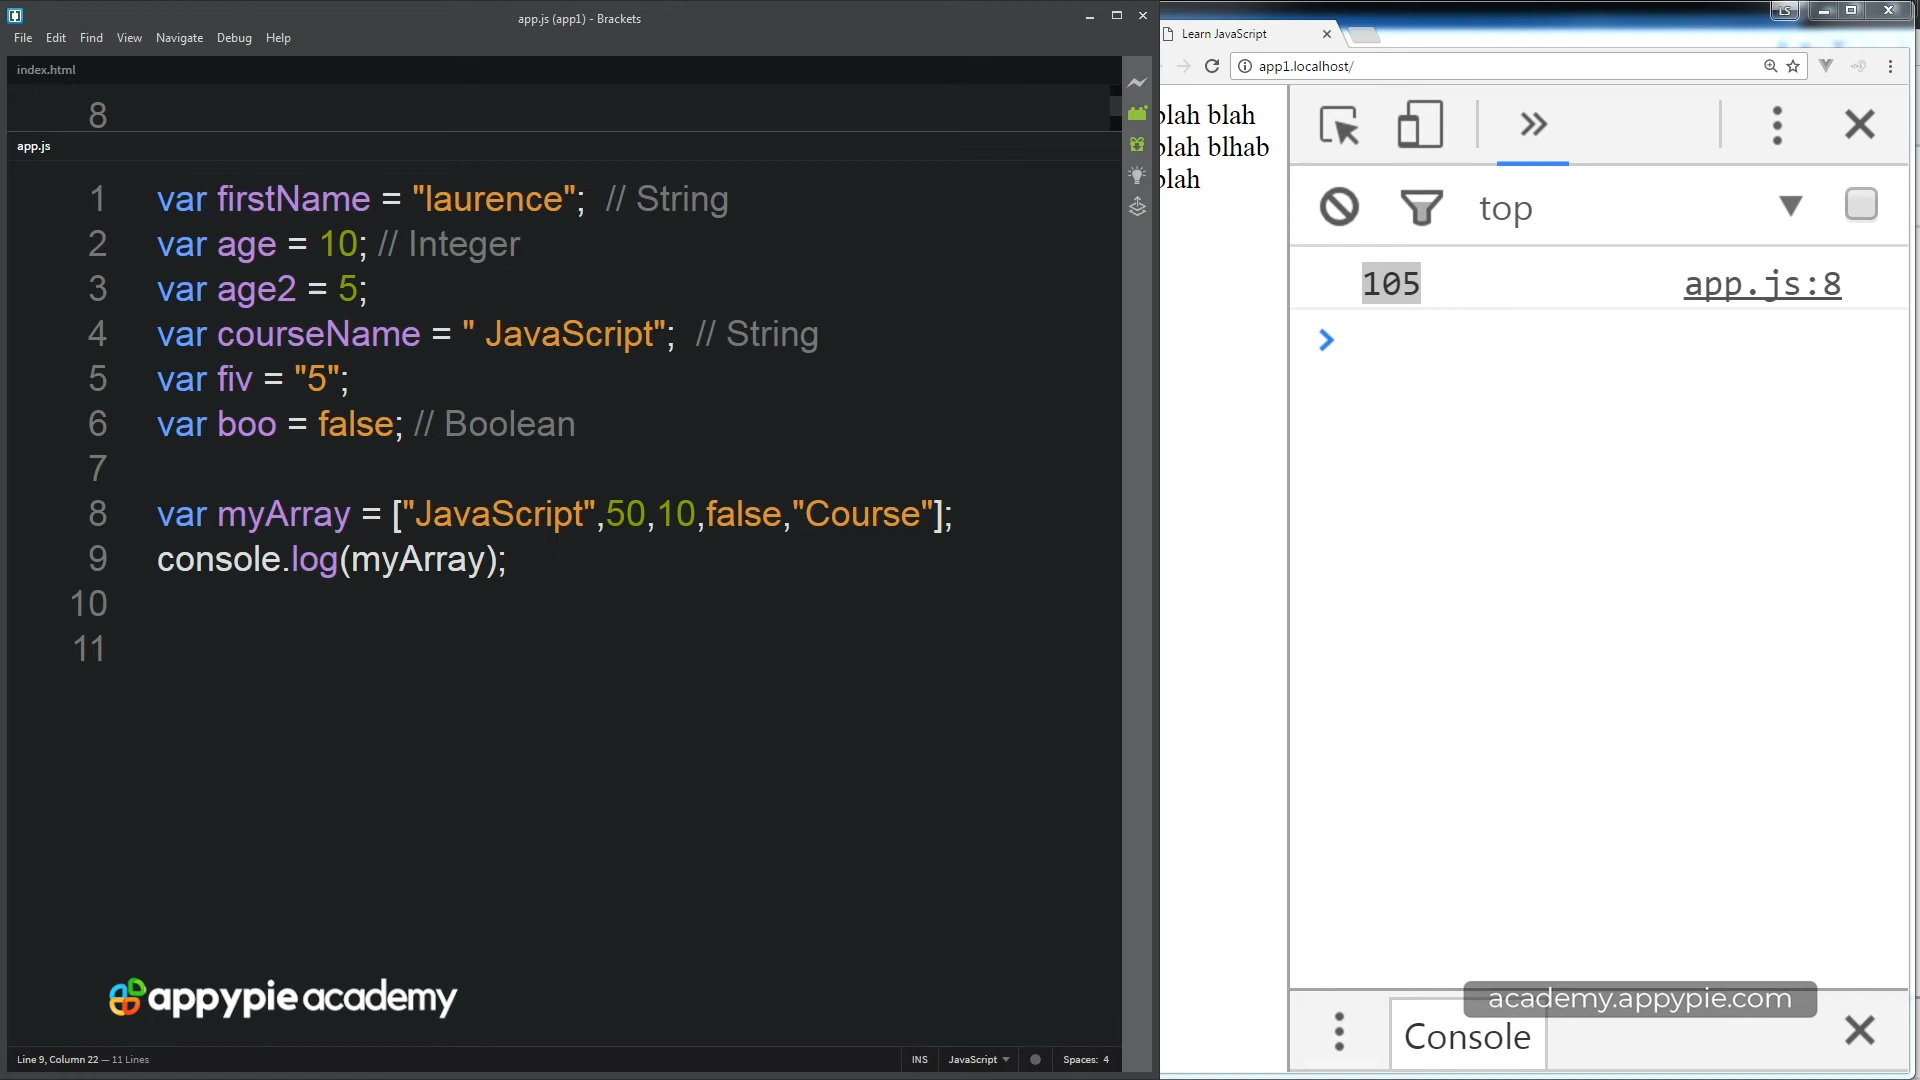 app.js (app1) - Brackets
File Edit Find View Navigate Debug Help
index.html
8
app.js
1 var firstName = "laurence";  // String
2 var age = 10; // Integer
3 var age2 = 5;
4 var courseName = " JavaScript";  // String
5 var fiv = "5";
6 var boo = false; // Boolean
7
8 var myArray = ["JavaScript",50,10,false,"Course"];
9 console.log(myArray);
10
11
appypie academy
Line 9, Column 22 — 11 Lines
INS JavaScript Spaces: 4
LS
Learn JavaScript
app1.localhost/
blah blah
blah blhab
blah
top
105 app.js:8
academy.appypie.com
Console